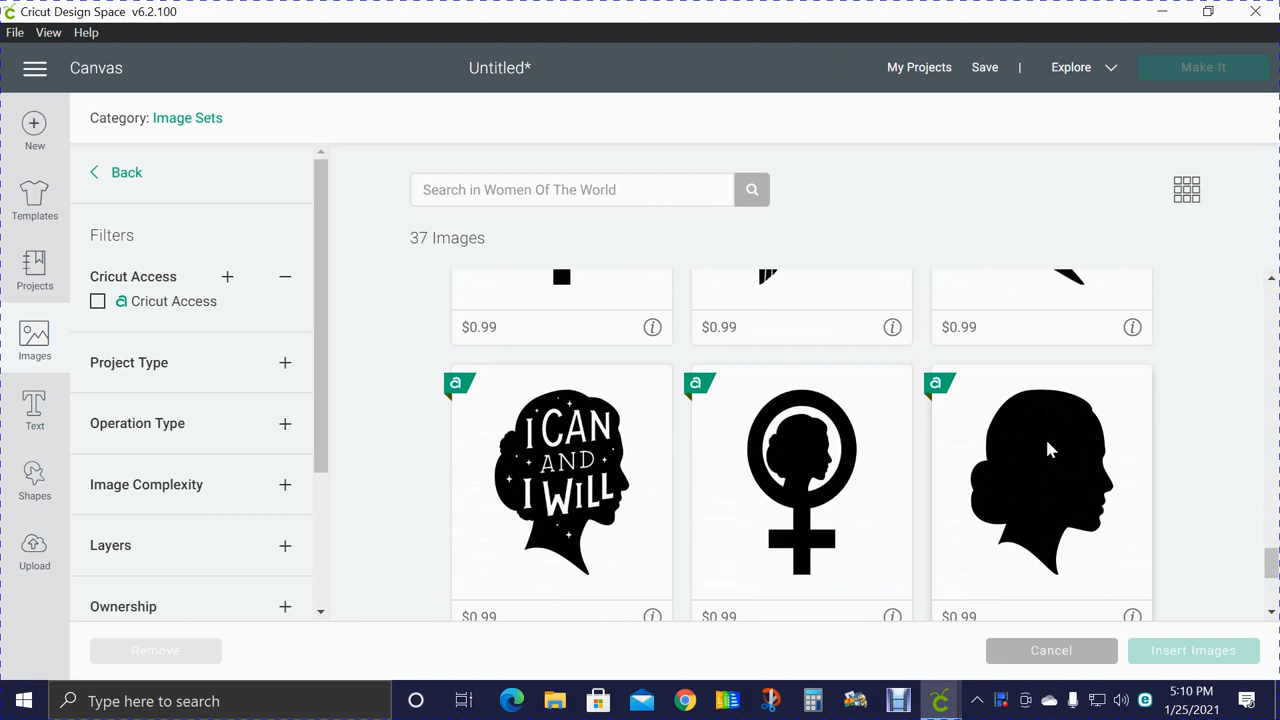 Cricut Design Space v6.2.100
File View Help
Canvas
Untitled*
My Projects Save | Explore
Make It
New
Templates
Projects
Images
Text
Shapes
Upload
Category: Image Sets
Back
Filters
Cricut Access + −
a Cricut Access
Project Type +
Operation Type +
Image Complexity +
Layers +
Ownership +
Search in Women Of The World
37 Images
$0.99 i
$0.99 i
$0.99 i
a
I CAN
AND
I WILL
a
a
$0.99 i
$0.99 i
$0.99 i
Remove
Cancel
Insert Images
Type here to search
5:10 PM
1/25/2021